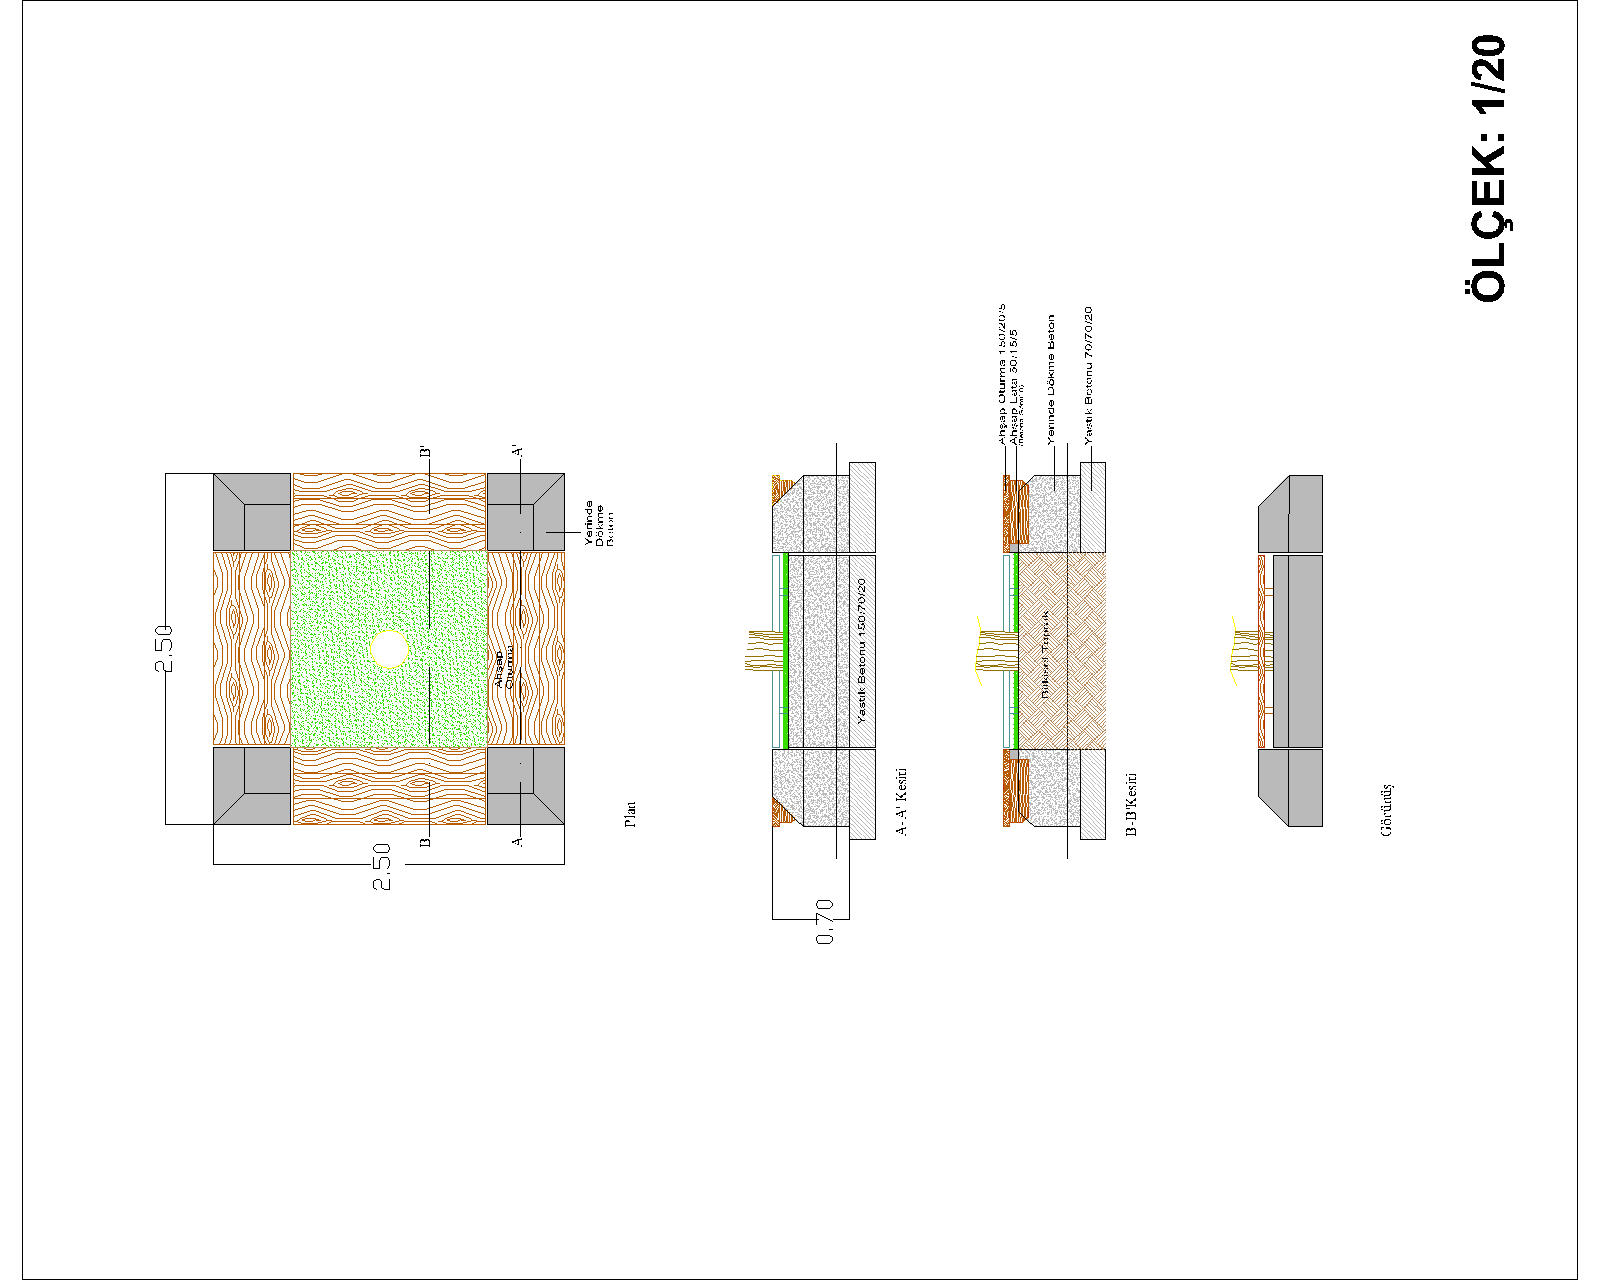 ÖLÇEK: 1/20
2.50
2.50
B'
A'
B
A
Yerinde
Dökme
Beton
Ahşap
Oturma
Plan
Yastık Betonu 150/70/20
0.70
A-A' Kesiti
Ahşap Oturma 150/20/5
Ahşap Lata 50/15/5
Yerinde Dökme Beton
Yastık Betonu 70/70/20
Bitkisel Toprak
B-B'Kesiti
Görünüş